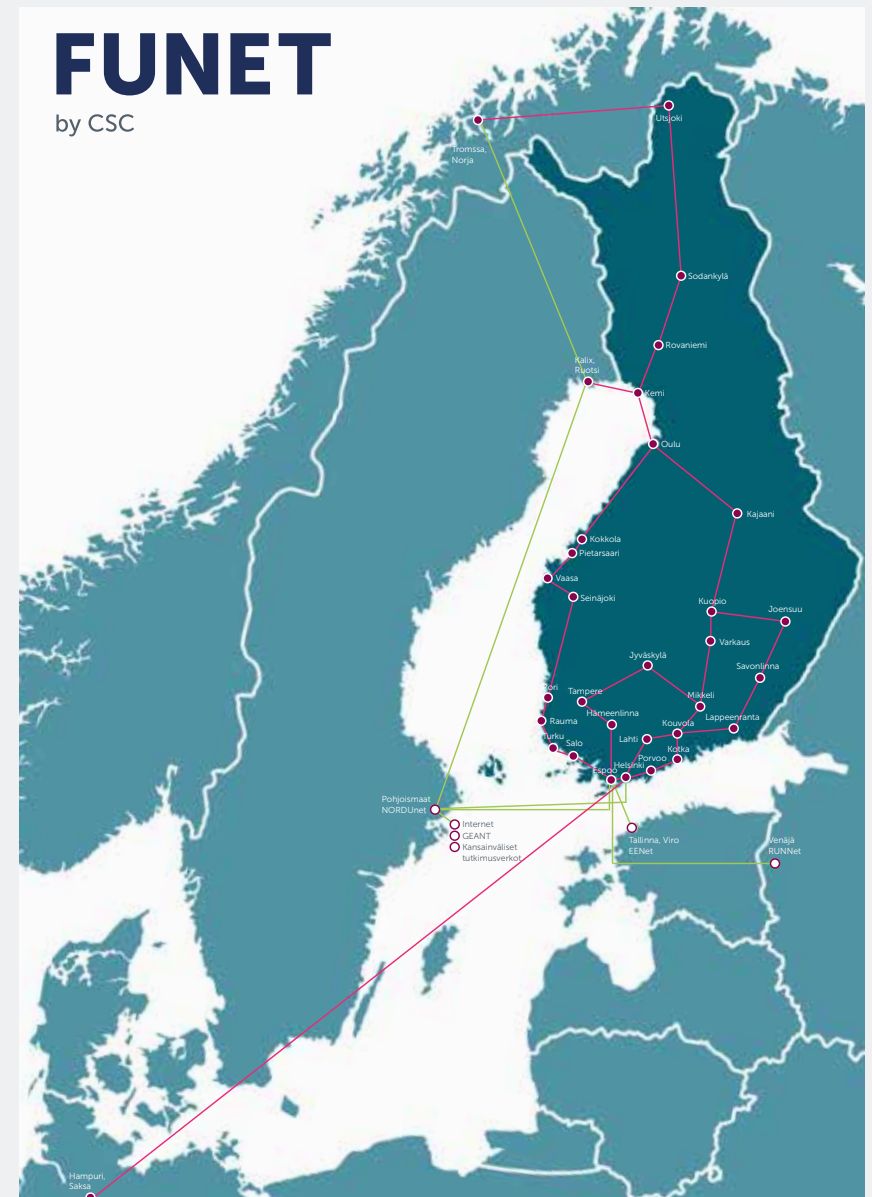 FUNET
by CSC
Utsjoki
Tromssa,
Norja
Sodankylä
Rovaniemi
Kalix,
Ruotsi
Kemi
Oulu
Kajaani
Kokkola
Pietarsaari
Vaasa
Seinäjoki
Kuopio
Joensuu
Varkaus
Jyväskylä
Savonlinna
Pori
Tampere
Mikkeli
Hämeenlinna
Lappeenranta
Rauma
Kouvola
Turku
Lahti
Salo
Kotka
Porvoo
Helsinki
Espoo
Pohjoismaat
NORDUnet
Internet
GEANT
Kansainväliset
tutkimusverkot
Tallinna, Viro
EENet
Venäjä
RUNNet
Hampuri,
Saksa